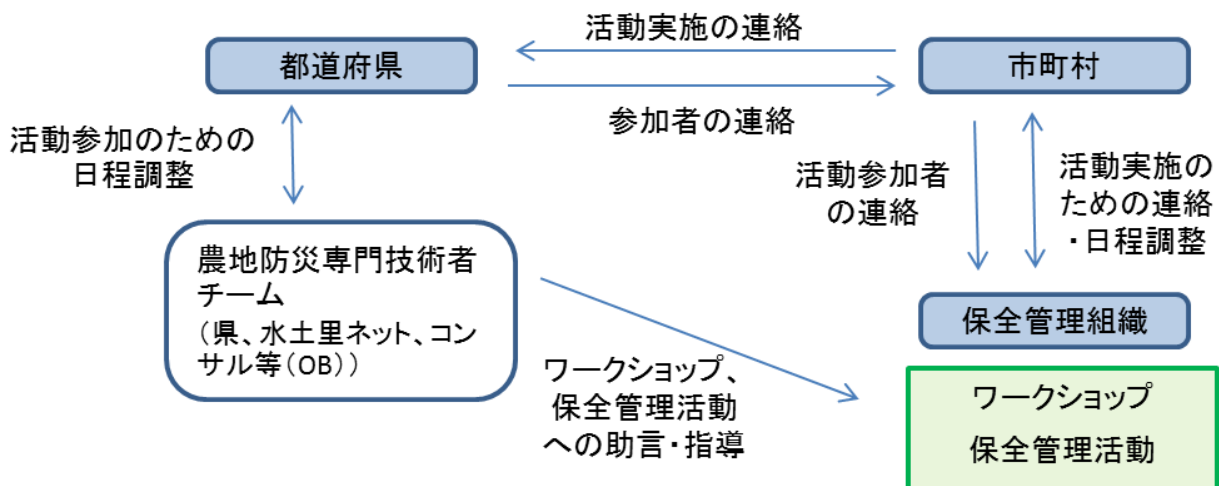 活動実施の連絡
都道府県
市町村
参加者の連絡
活動参加のための
日程調整
活動参加者
の連絡
活動実施の
ための連絡
・日程調整
農地防災専門技術者
チーム
(県、水土里ネット、コン
サル等(OB))
保全管理組織
ワークショップ、
保全管理活動
への助言・指導
ワークショップ
保全管理活動